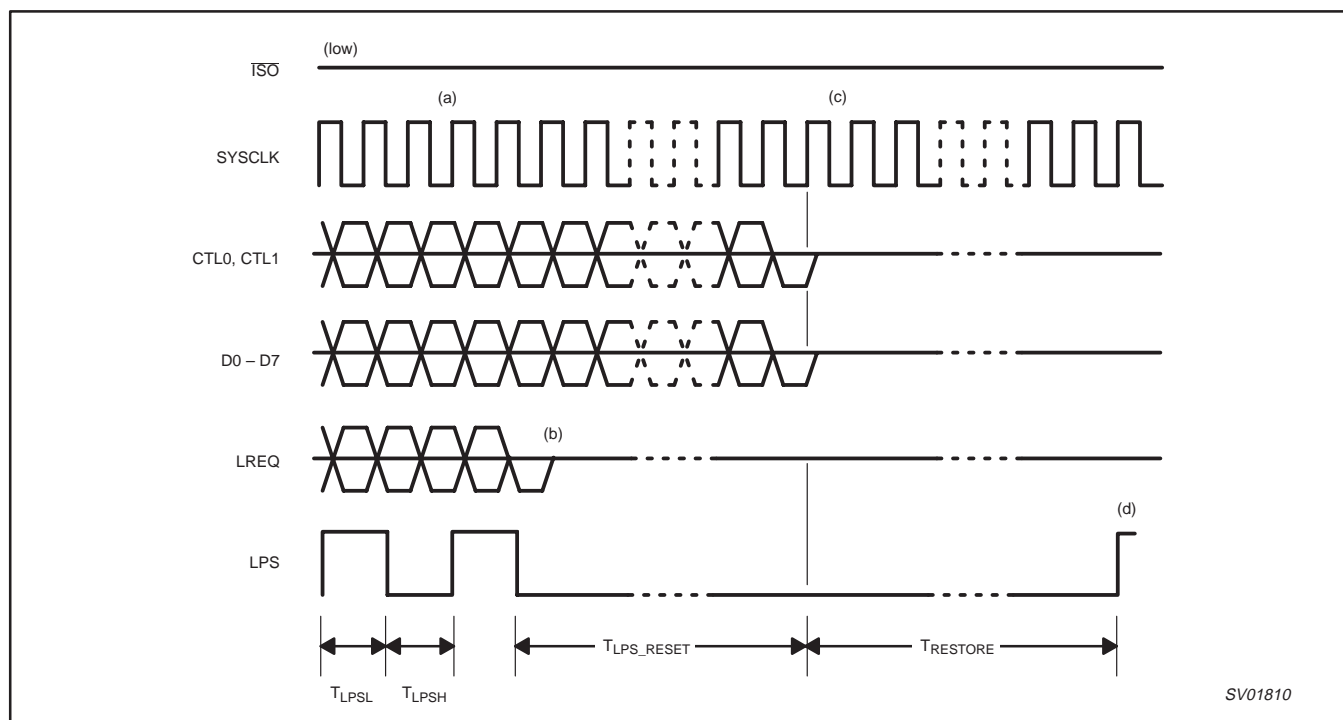 (low)
ISO
(a)
(c)
SYSCLK
CTL0, CTL1
D0 – D7
(b)
LREQ
(d)
LPS
TLPS_RESET
TRESTORE
TLPSL
TLPSH
SV01810